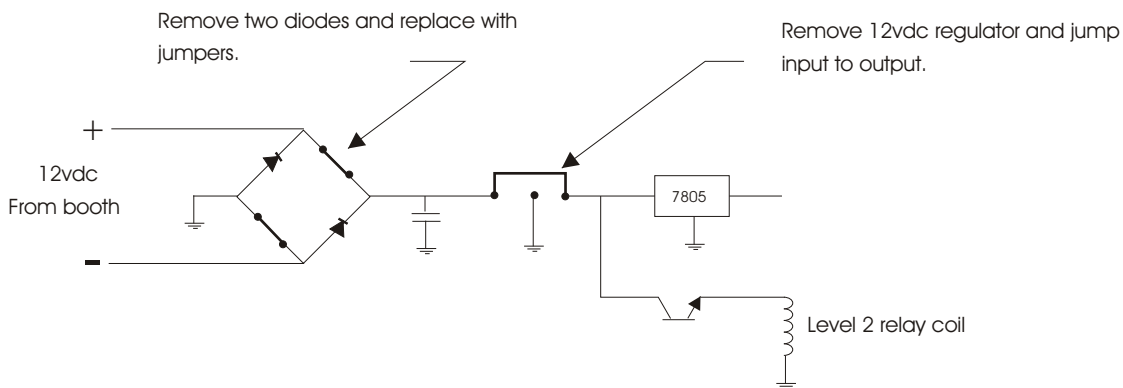 Remove two diodes and replace with
jumpers.
Remove 12vdc regulator and jump
input to output.
+
12vdc
From booth
-
7805
Level 2 relay coil